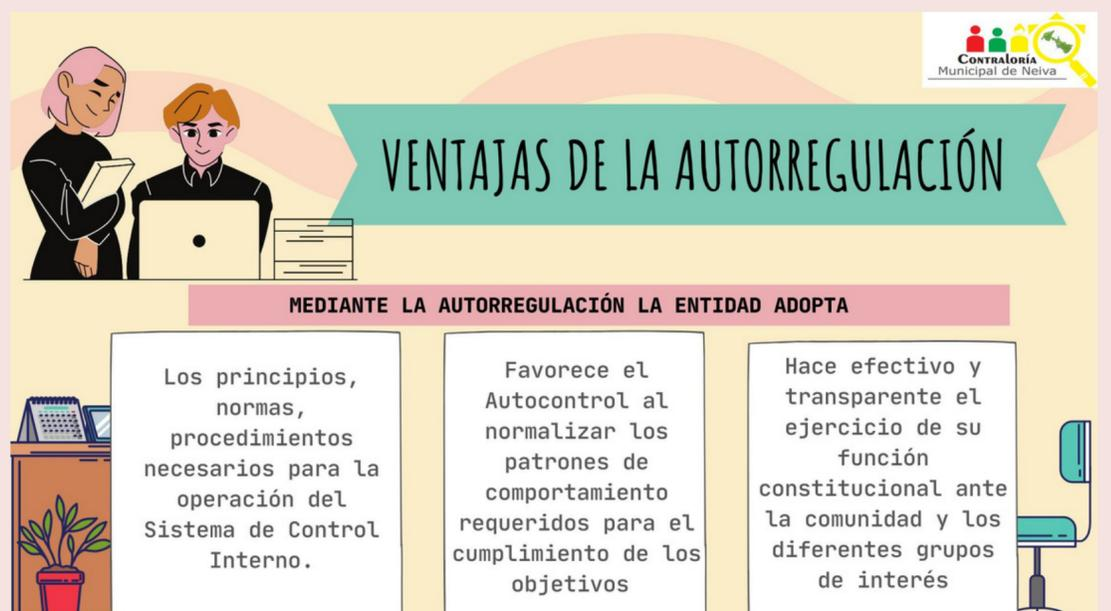 CONTRALORÍA
Municipal de Neiva
VENTAJAS DE LA AUTORREGULACIÓN
MEDIANTE LA AUTORREGULACIÓN LA ENTIDAD ADOPTA
Los principios,
normas,
procedimientos
necesarios para la
operación del
Sistema de Control
Interno.
Favorece el
Autocontrol al
normalizar los
patrones de
comportamiento
requeridos para el
cumplimiento de los
objetivos
Hace efectivo y
transparente el
ejercicio de su
función
constitucional ante
la comunidad y los
diferentes grupos
de interés